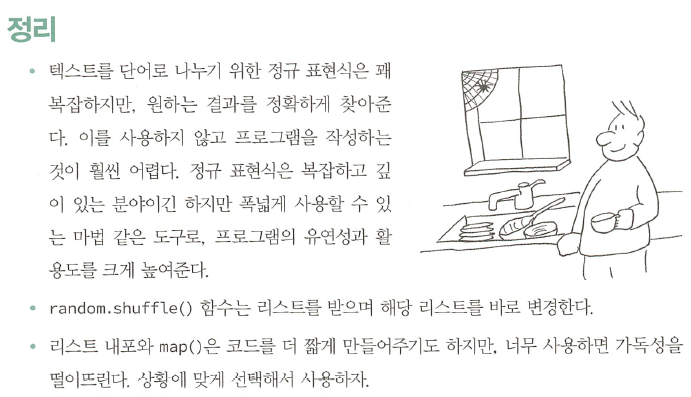 정리
• 텍스트를 단어로 나누기 위한 정규 표현식은 꽤
복잡하지만, 원하는 결과를 정확하게 찾아준
다. 이를 사용하지 않고 프로그램을 작성하는
것이 훨씬 어렵다. 정규 표현식은 복잡하고 깊
이 있는 분야이긴 하지만 폭넓게 사용할 수 있
는 마법 같은 도구로, 프로그램의 유연성과 활
용도를 크게 높여준다.
• random.shuffle() 함수는 리스트를 받으며 해당 리스트를 바로 변경한다.
• 리스트 내포와 map()은 코드를 더 짧게 만들어주기도 하지만, 너무 사용하면 가독성을
떨어뜨린다. 상황에 맞게 선택해서 사용하자.